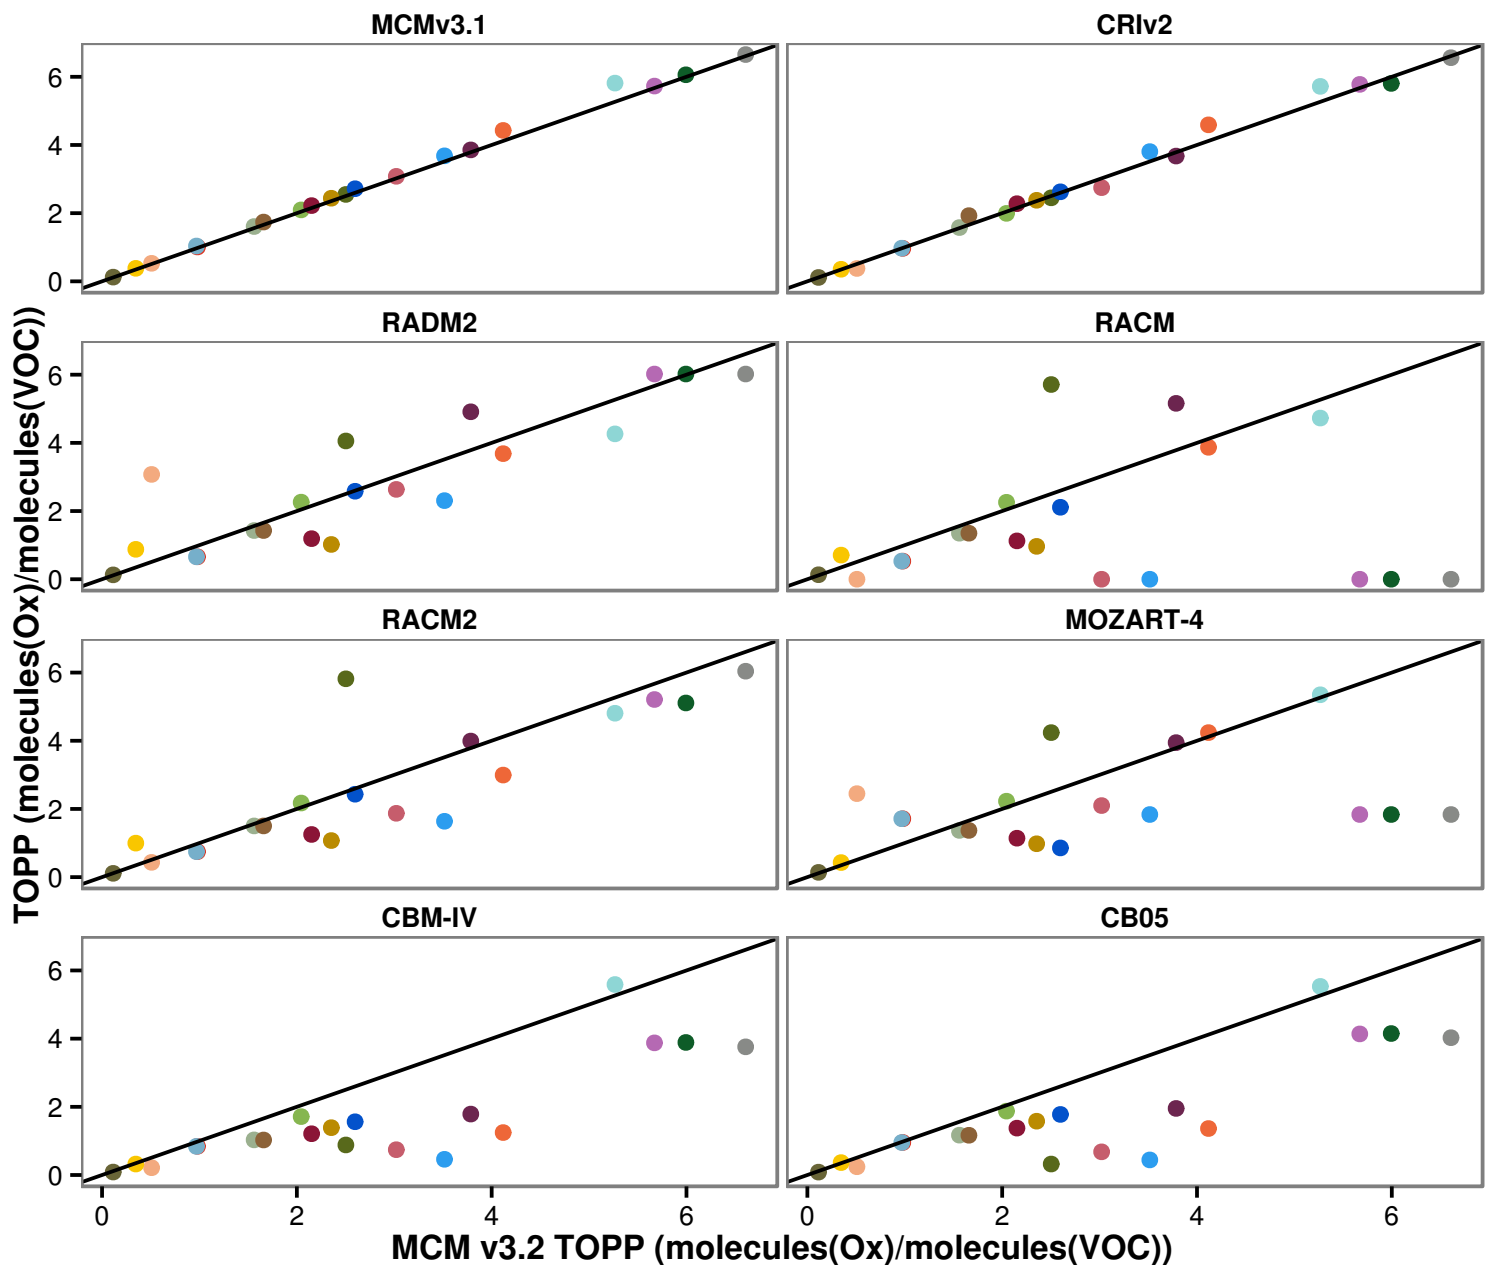 MCMv3.1
CRIv2
6
4
2
0
RADM2
RACM
6
4
2
0
RACM2
MOZART-4
6
4
2
0
CBM-IV
CB05
6
4
2
0
0 2 4 6 0 2 4 6
TOPP (molecules(Ox)/molecules(VOC))
MCM v3.2 TOPP (molecules(Ox)/molecules(VOC))